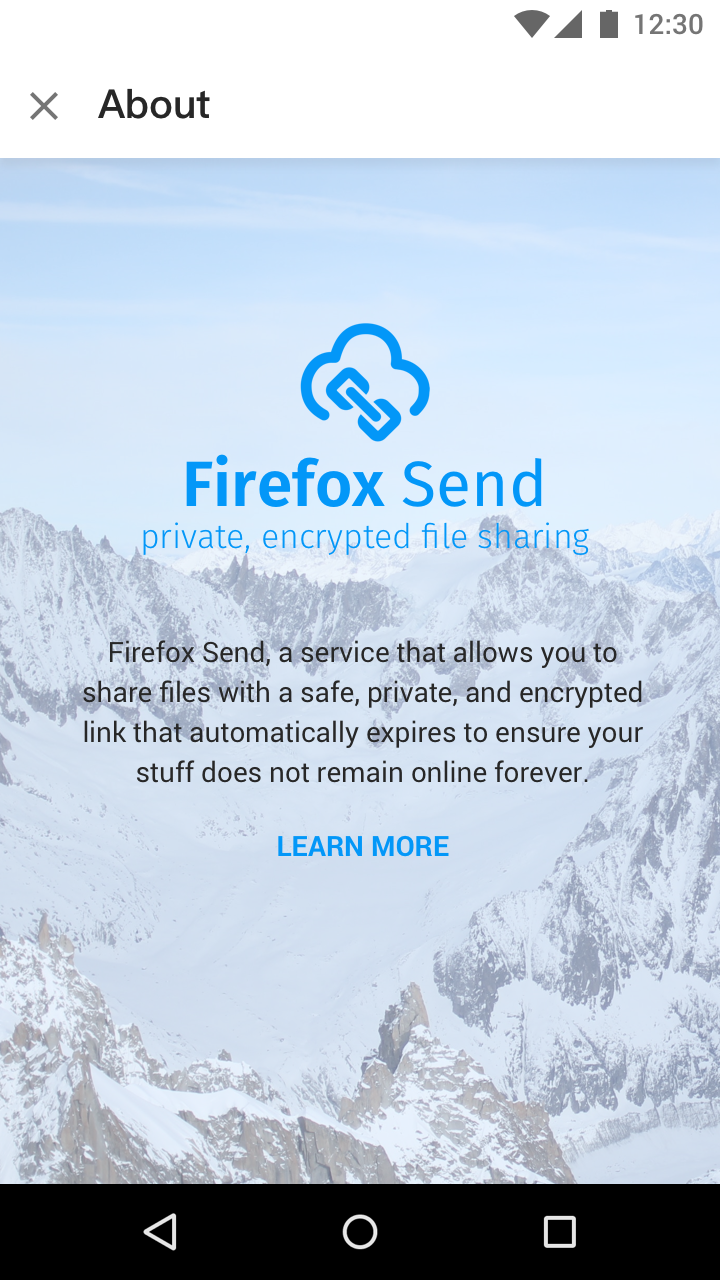 12:30
About
Firefox Send
private, encrypted file sharing
Firefox Send, a service that allows you to
share files with a safe, private, and encrypted
link that automatically expires to ensure your
stuff does not remain online forever.
LEARN MORE